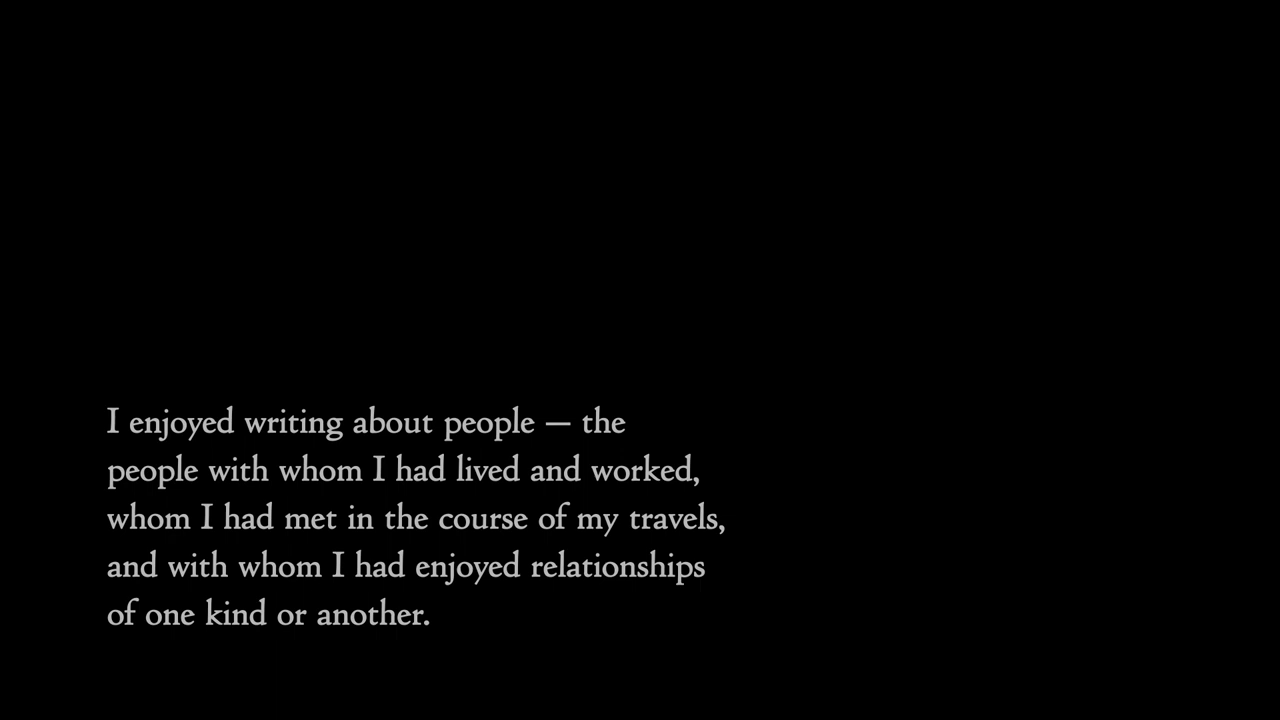 I enjoyed writing about people — the
people with whom I had lived and worked,
whom I had met in the course of my travels,
and with whom I had enjoyed relationships
of one kind or another.